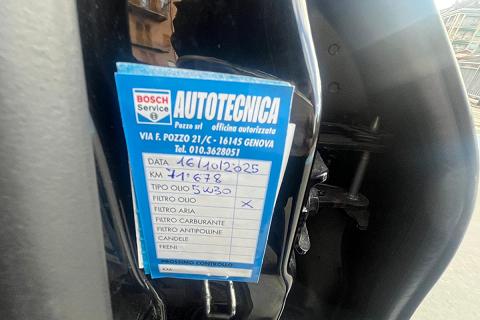 BOSCH
Service
AUTOTECNICA
Pozzo srl officina autorizzata
VIA F. POZZO 21/C - 16145 GENOVA
Tel. 010.3628051
DATA 16/10/2025
KM 71.678
TIPO OLIO 5W30
FILTRO OLIO X
FILTRO ARIA
FILTRO CARBURANTE
FILTRO ANTIPOLLINE
CANDELE
FRENI
PROSSIMO CONTROLLO
KM